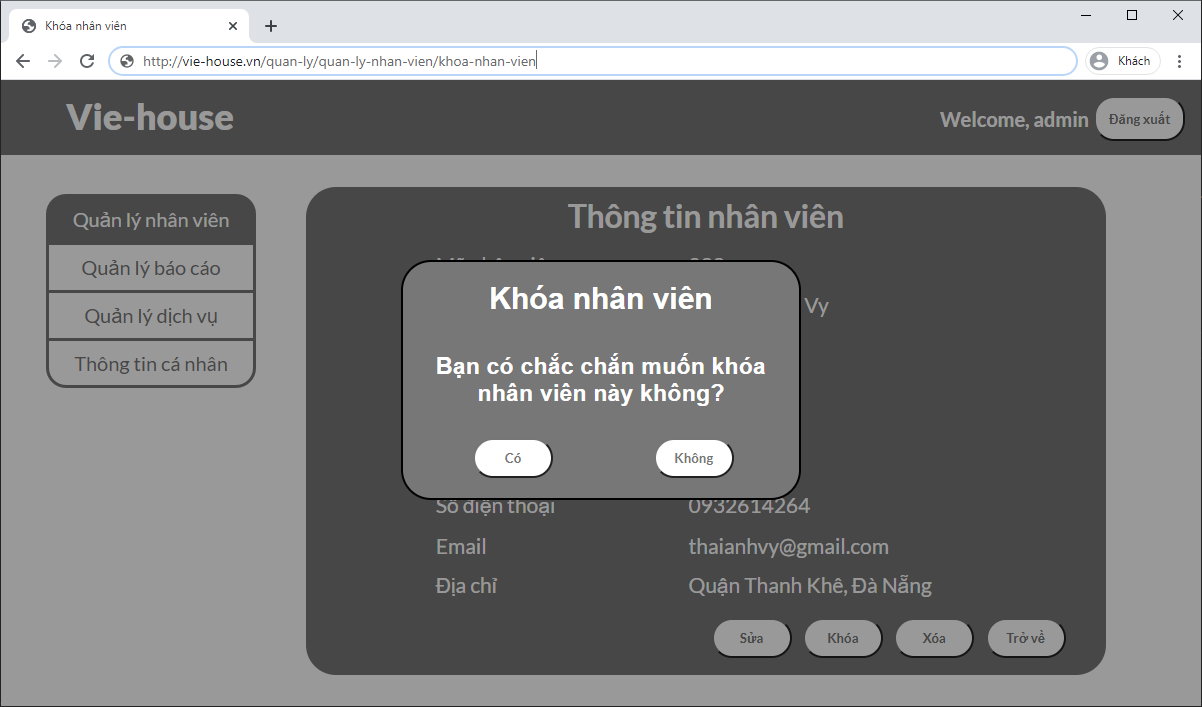 Khóa nhân viên
http://vie-house.vn/quan-ly/quan-ly-nhan-vien/khoa-nhan-vien
Khách
Vie-house
Welcome, admin
Đăng xuất
Quản lý nhân viên
Quản lý báo cáo
Quản lý dịch vụ
Thông tin cá nhân
Thông tin nhân viên
Vy
Khóa nhân viên
Bạn có chắc chắn muốn khóa
nhân viên này không?
Có
Không
Số điện thoại
0932614264
Email
thaianhvy@gmail.com
Địa chỉ
Quận Thanh Khê, Đà Nẵng
Sửa
Khóa
Xóa
Trở về